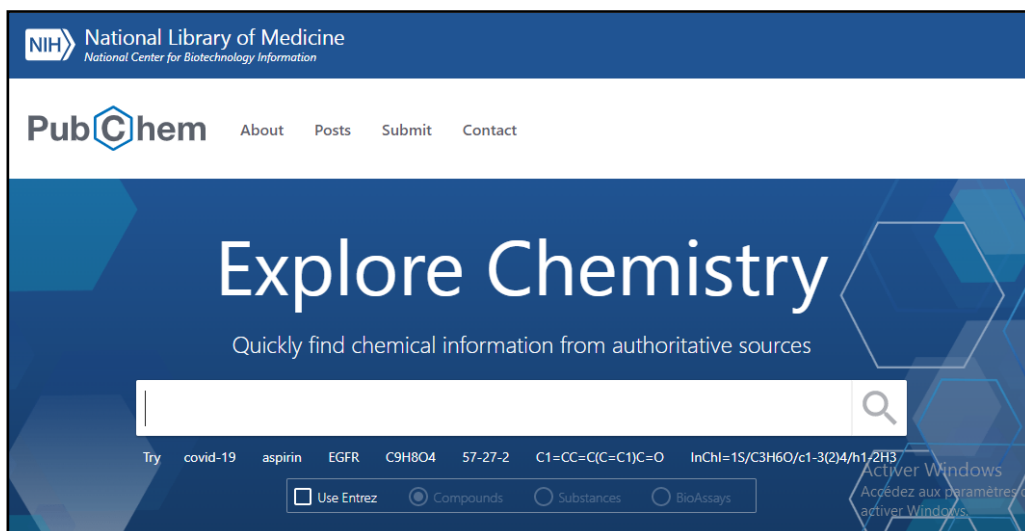 NIH National Library of Medicine
National Center for Biotechnology Information
PubChem About Posts Submit Contact
Explore Chemistry
Quickly find chemical information from authoritative sources
Try covid-19 aspirin EGFR C9H8O4 57-27-2 C1=CC=C(C=C1)C=O InChI=1S/C3H6O/c1-3(2)4/h1-2H3
Use Entrez Compounds Substances BioAssays
Activer Windows
Accédez aux paramètres
activer Windows.